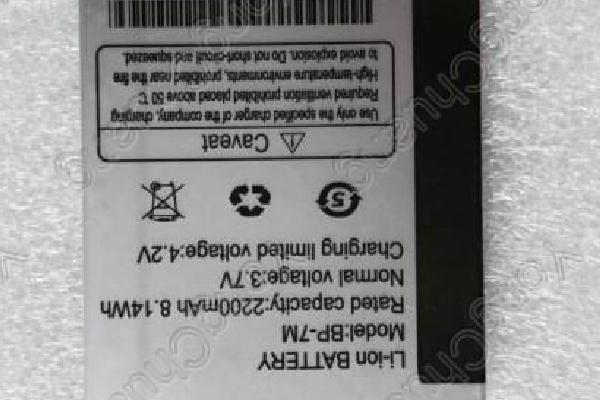 Li-ion BATTERY
Model:BP-7M
Rated capacity:2200mAh 8.14Wh
Normal voltage:3.7V
Charging limited voltage:4.2V
5
Caveat
Use only the specified charger of the company, charging
Required ventilation prohibited placed above 50 ℃
High-lamperature environments, prohibited near the fire
to avoid explosion. Do not short-circuit and squeezed.